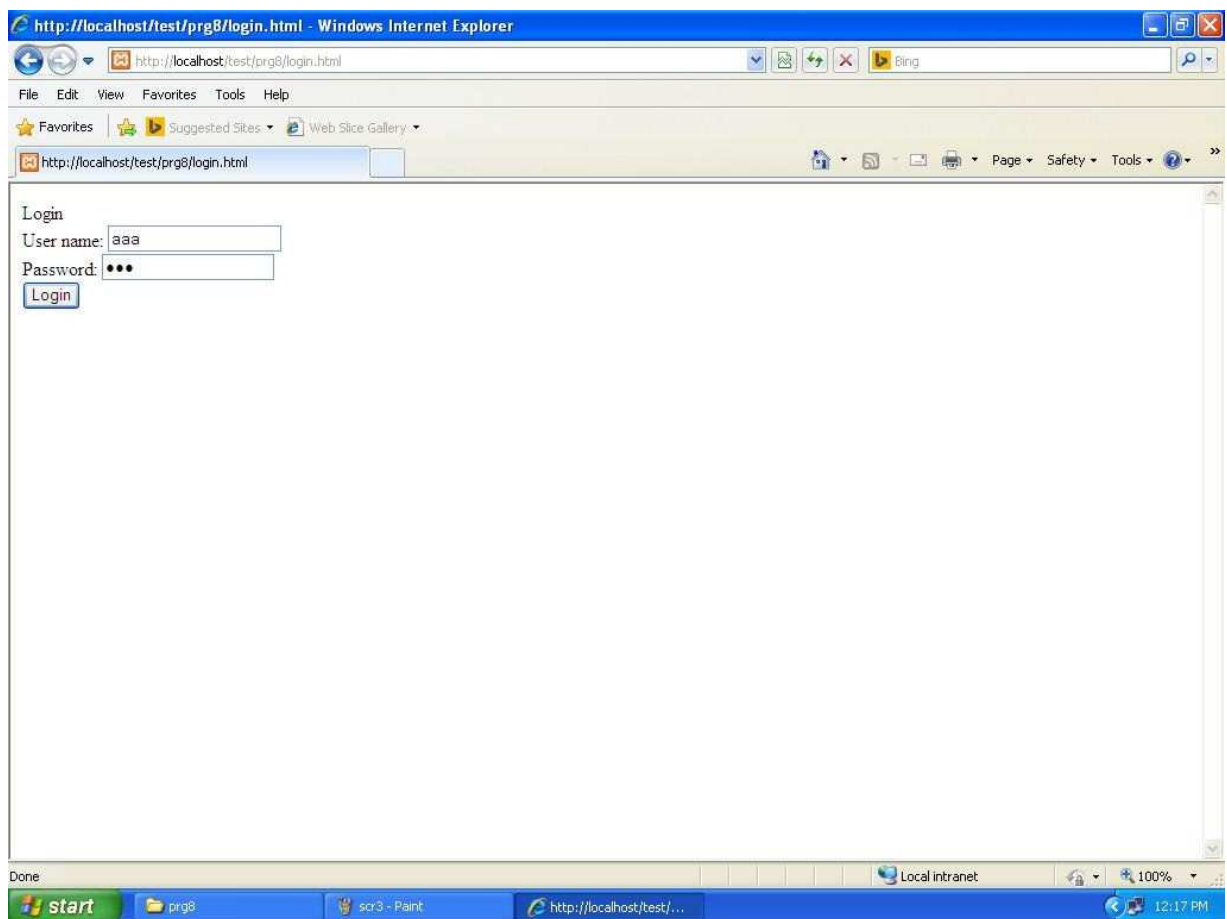 http://localhost/test/prg8/login.html - Windows Internet Explorer
http://localhost/test/prg8/login.html Bing
File Edit View Favorites Tools Help
Favorites Suggested Sites Web Slice Gallery
http://localhost/test/prg8/login.html Page Safety Tools »
Login
User name: aaa
Password: •••
Login
Done Local intranet 100%
start prg8 scr3 - Paint http://localhost/test/... 12:17 PM